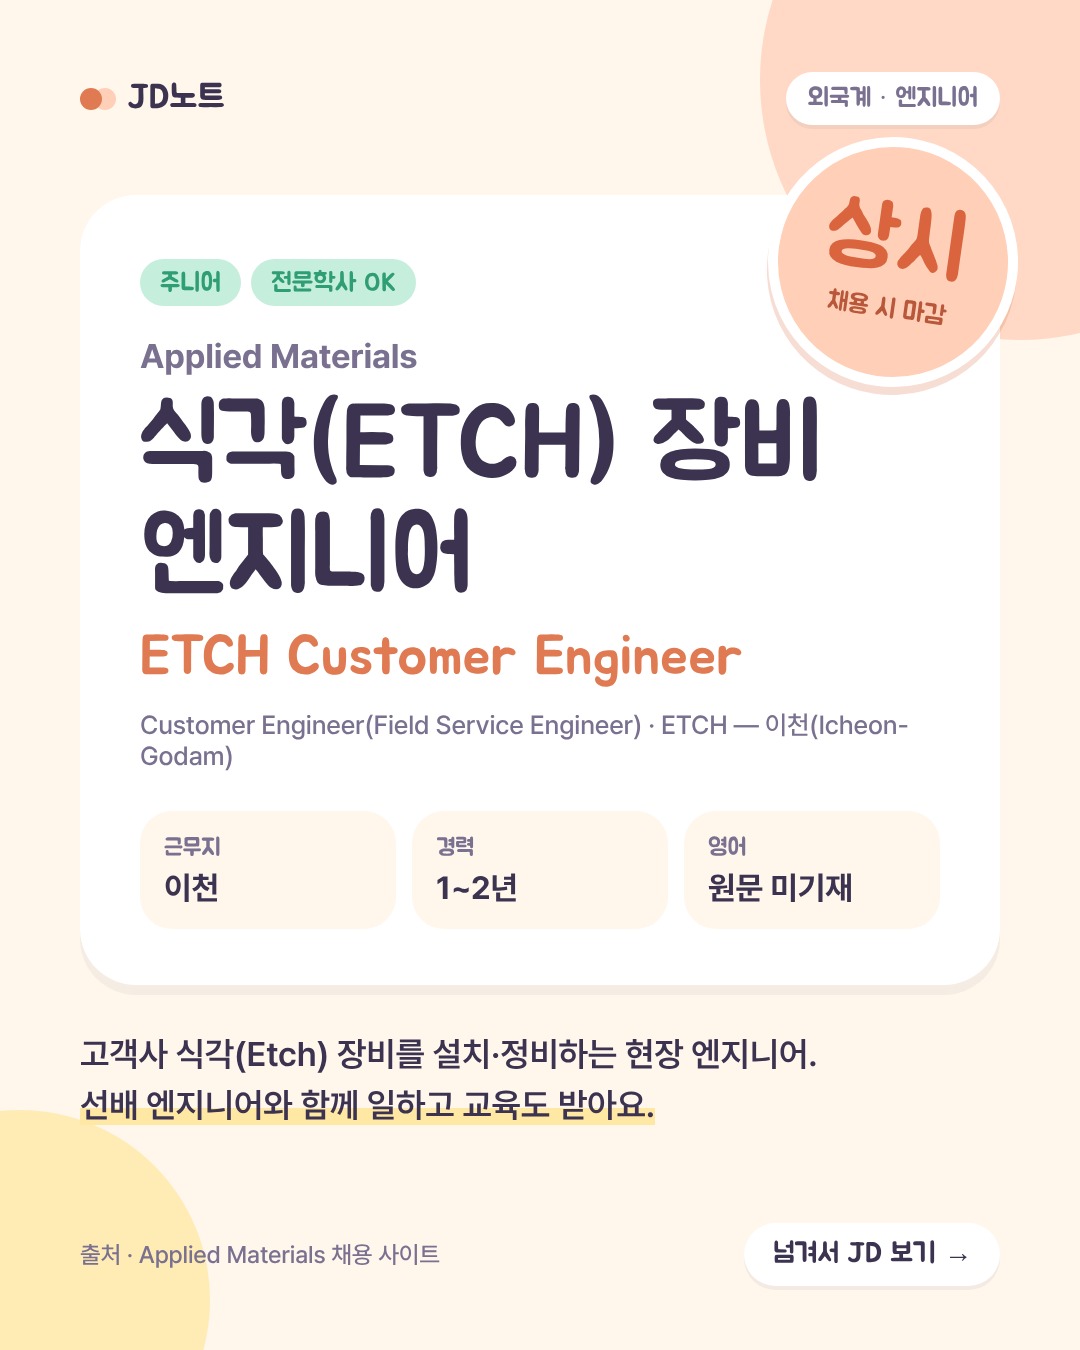 JD노트
외국계 · 엔지니어
상시
채용 시 마감
주니어
전문학사 OK
Applied Materials
식각(ETCH) 장비
엔지니어
ETCH Customer Engineer
Customer Engineer(Field Service Engineer) · ETCH — 이천(Icheon-
Godam)
근무지
이천
경력
1~2년
영어
원문 미기재
고객사 식각(Etch) 장비를 설치·정비하는 현장 엔지니어.
선배 엔지니어와 함께 일하고 교육도 받아요.
출처 · Applied Materials 채용 사이트
넘겨서 JD 보기 →